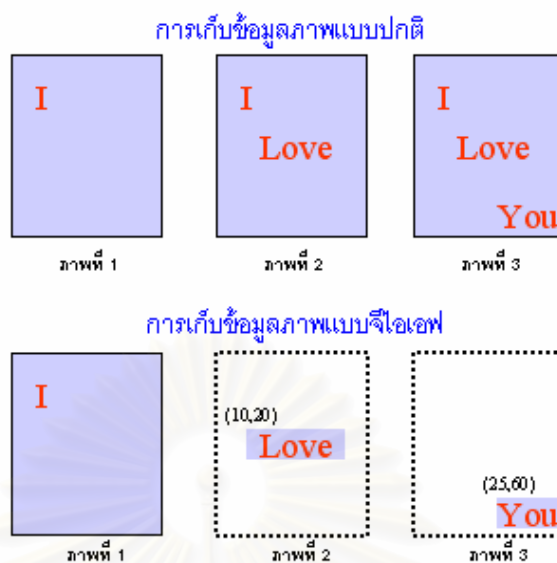 การเก็บข้อมูลภาพแบบปกติ
I I I
Love Love
You
ภาพที่ 1 ภาพที่ 2 ภาพที่ 3
การเก็บข้อมูลภาพแบบจีไอเอฟ
I
(10,20)
Love
(25,60)
You
ภาพที่ 1 ภาพที่ 2 ภาพที่ 3